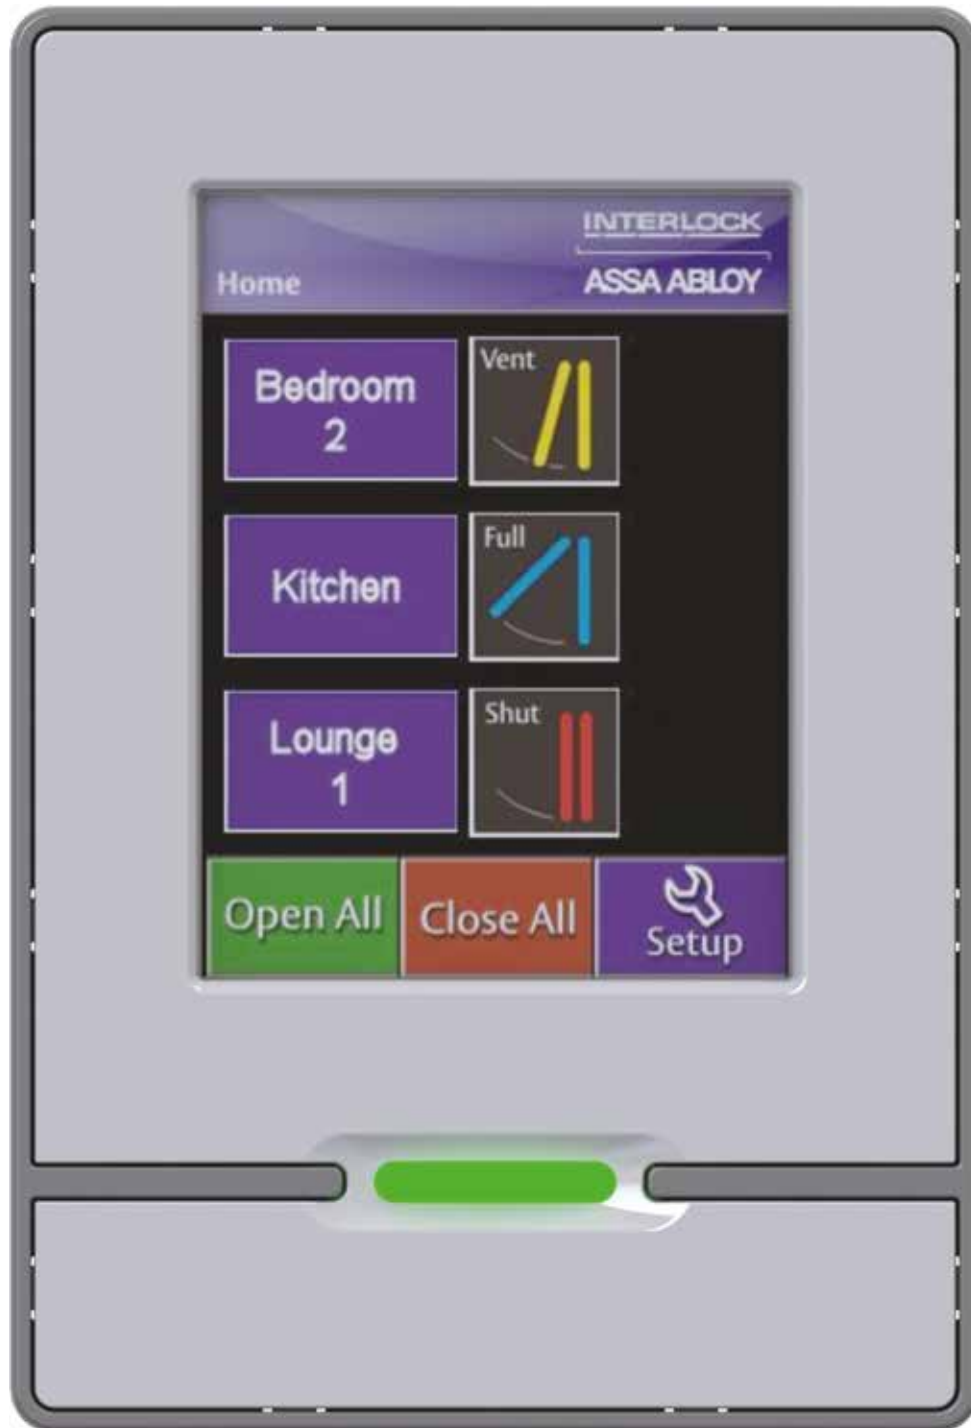 INTERLOCK
ASSA ABLOY
Home
Bedroom
2
Vent
Kitchen
Full
Lounge
1
Shut
Open All
Close All
Setup